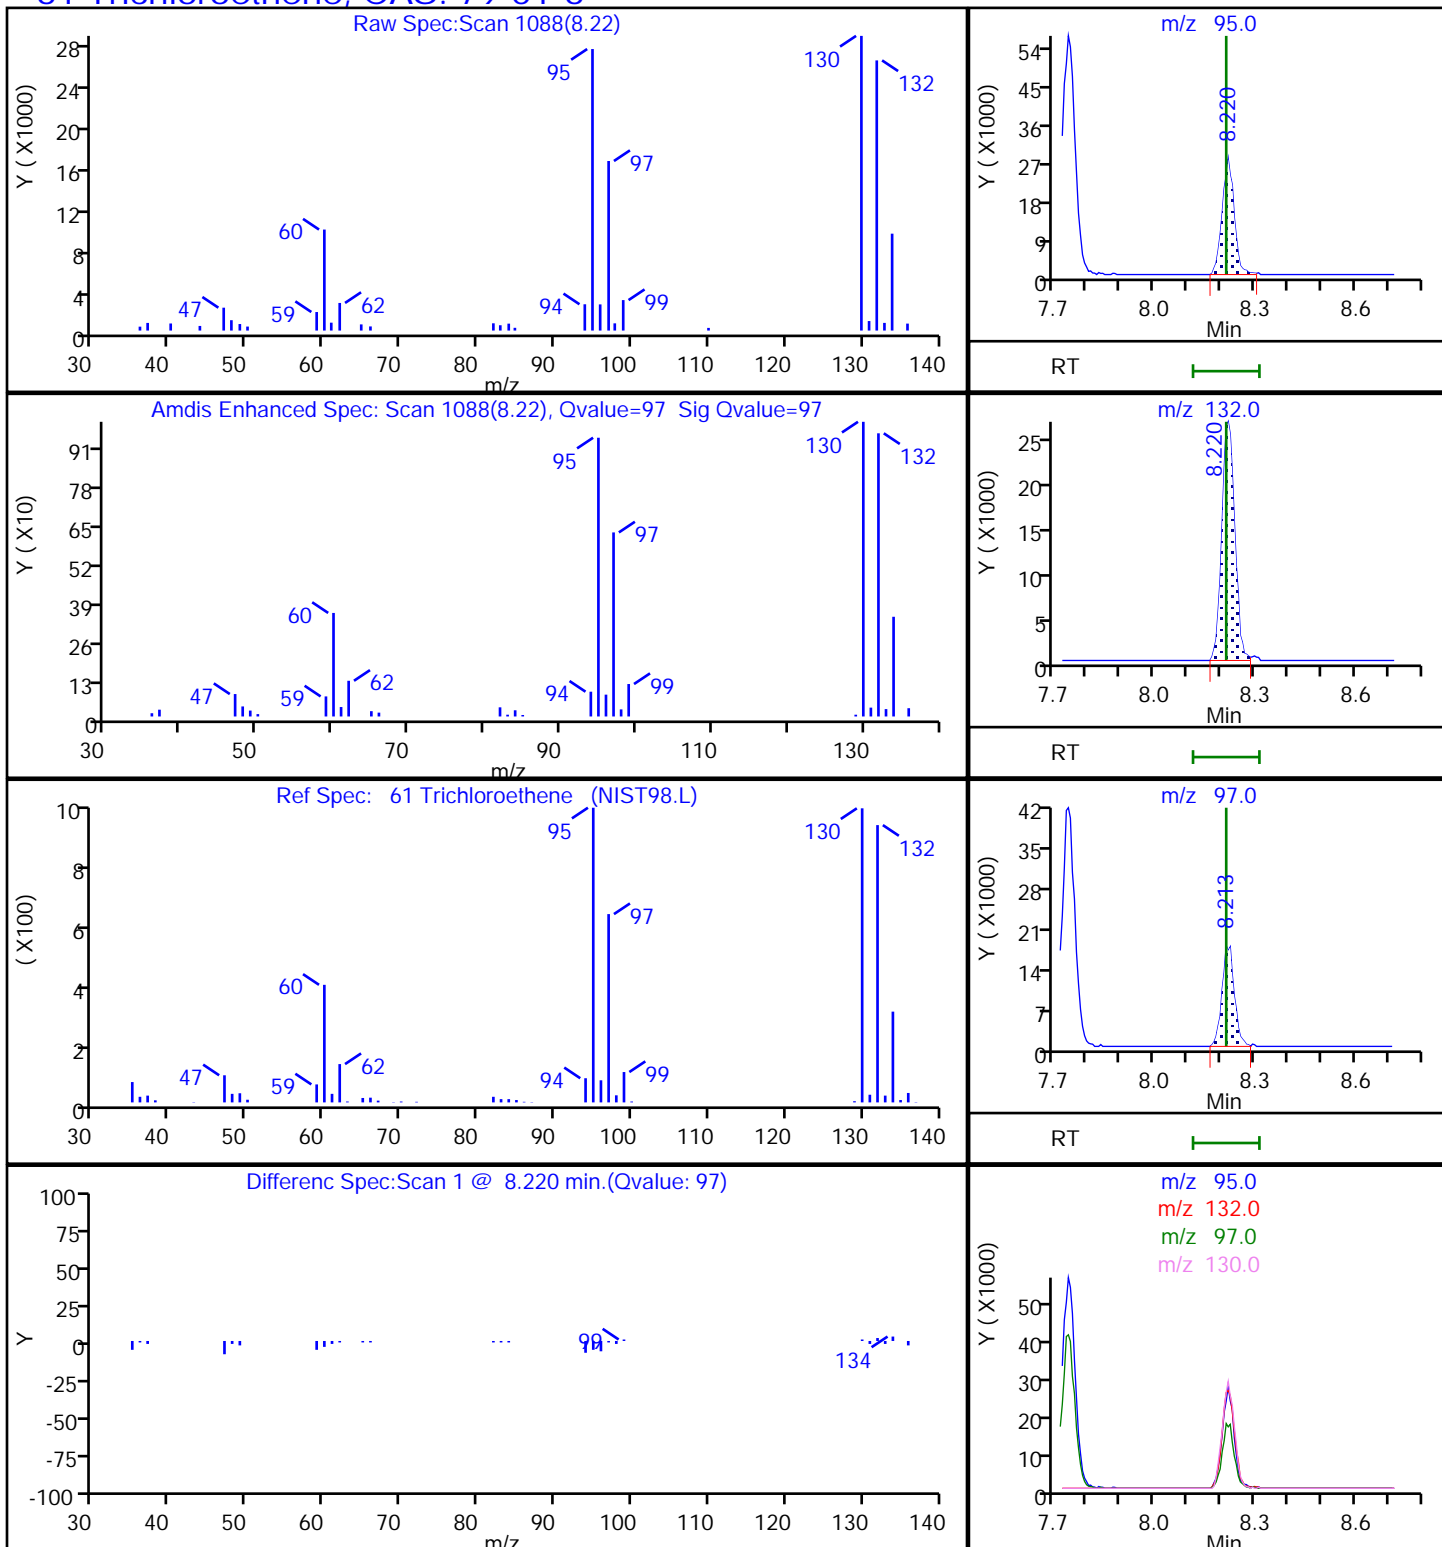 61 Trichloroethene, CAS: 79-01-6
Raw Spec:Scan 1088(8.22)
Y ( X1000)
28
24
20
16
12
8
4
0
47
59
60
62
94
95
97
99
130
132
30 40 50 60 70 80 90 100 110 120 130 140
m/z
m/z 95.0
Y ( X1000)
54
45
36
27
18
9
0
8.220
7.7 8.0 8.3 8.6
Min
RT
Amdis Enhanced Spec: Scan 1088(8.22), Qvalue=97 Sig Qvalue=97
Y ( X10)
91
78
65
52
39
26
13
0
47
59
60
62
94
95
97
99
130
132
30 50 70 90 110 130
m/z
m/z 132.0
Y ( X1000)
25
20
15
10
5
0
8.220
7.7 8.0 8.3 8.6
Min
RT
Ref Spec: 61 Trichloroethene (NIST98.L)
( X100)
10
8
6
4
2
0
47
59
60
62
94
95
97
99
130
132
30 40 50 60 70 80 90 100 110 120 130 140
m/z
m/z 97.0
Y ( X1000)
42
35
28
21
14
7
0
8.213
7.7 8.0 8.3 8.6
Min
RT
Differenc Spec:Scan 1 @ 8.220 min.(Qvalue: 97)
Y
100
75
50
25
0
-25
-50
-75
-100
99
134
30 40 50 60 70 80 90 100 110 120 130 140
m/z
m/z 95.0
m/z 132.0
m/z 97.0
m/z 130.0
Y ( X1000)
50
40
30
20
10
0
7.7 8.0 8.3 8.6
Min